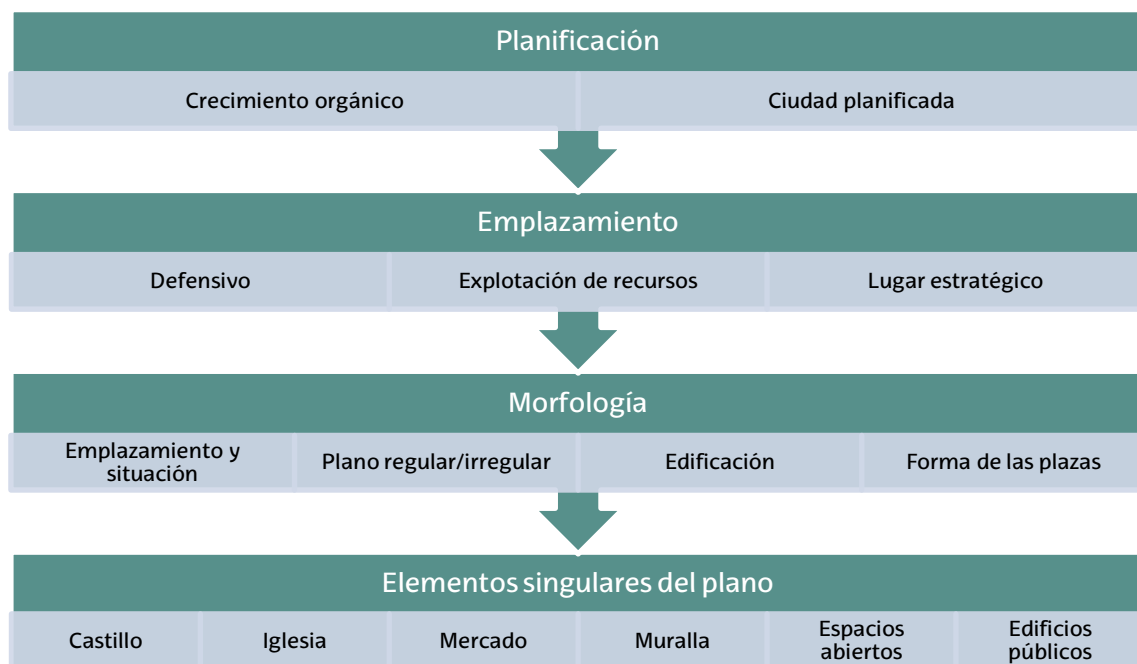 Planificación
Crecimiento orgánico
Ciudad planificada
Emplazamiento
Defensivo
Explotación de recursos
Lugar estratégico
Morfología
Emplazamiento y
situación
Plano regular/irregular
Edificación
Forma de las plazas
Elementos singulares del plano
Castillo
Iglesia
Mercado
Muralla
Espacios
abiertos
Edificios
públicos